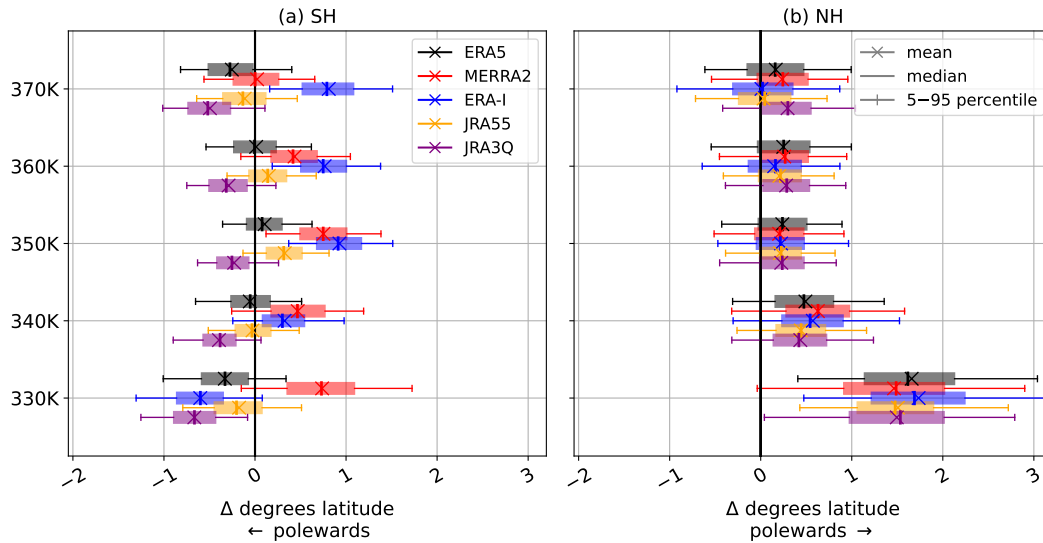 (a) SH
370K
360K
350K
340K
330K
ERA5
MERRA2
ERA-I
JRA55
JRA3Q
−2
−1
0
1
2
3
Δ degrees latitude
← polewards
(b) NH
mean
median
5−95 percentile
−2
−1
0
1
2
3
Δ degrees latitude
polewards →